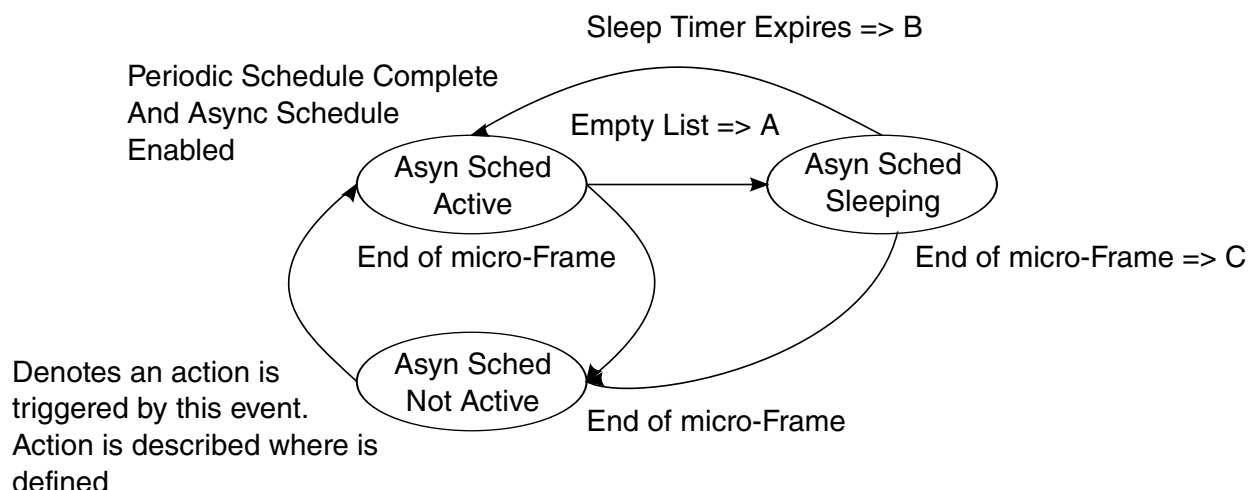 Sleep Timer Expires => B
Periodic Schedule Complete
And Async Schedule
Enabled
Empty List => A
Asyn Sched
Active
Asyn Sched
Sleeping
End of micro-Frame
End of micro-Frame => C
Asyn Sched
Not Active
Denotes an action is
triggered by this event.
Action is described where is
defined
End of micro-Frame